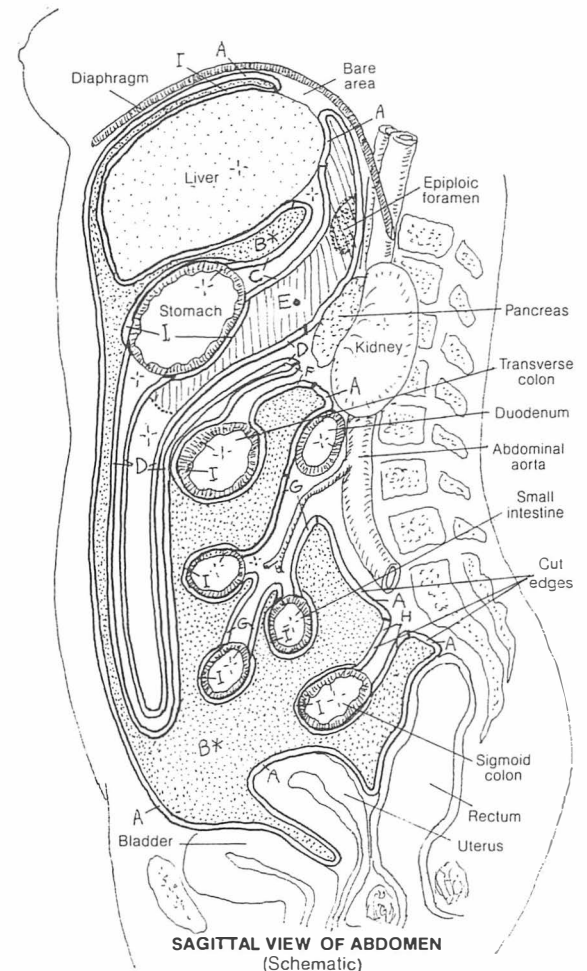 I
A
Diaphragm
Bare
area
A
Liver
Epiploic
foramen
B*
C
E
Stomach
I
Pancreas
Kidney
D
F
A
Transverse
colon
Duodenum
D
I
Abdominal
aorta
G
Small
intestine
I
Cut
edges
A
H
G
I
A
I
I
Sigmoid
colon
B*
A
A
Rectum
Bladder
Uterus
SAGITTAL VIEW OF ABDOMEN
(Schematic)